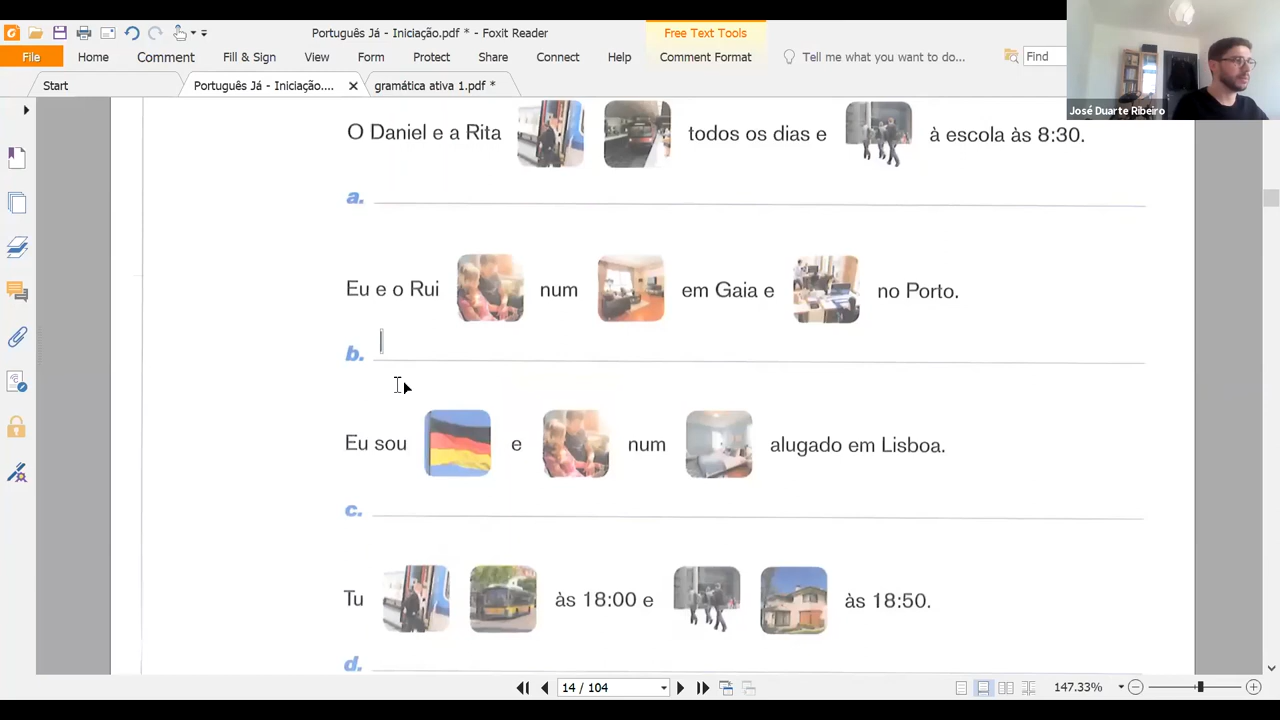 Português Já - Iniciação.pdf * - Foxit Reader
Free Text Tools
File Home Comment Fill & Sign View Form Protect Share Connect Help Comment Format Tell me what you want to do... Find
Start Português Já - Iniciação.... gramática ativa 1.pdf *
José Duarte Ribeiro
O Daniel e a Rita todos os dias e à escola às 8:30.
a.
Eu e o Rui num em Gaia e no Porto.
b.
Eu sou e num alugado em Lisboa.
c.
Tu às 18:00 e às 18:50.
d.
14 / 104 147.33%